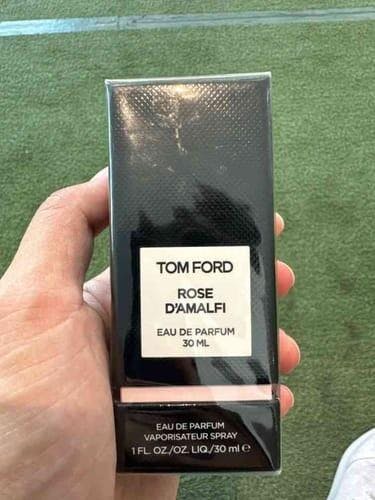 TOM FORD
ROSE
D'AMALFI
EAU DE PARFUM
30 ML
EAU DE PARFUM
VAPORISATEUR SPRAY
1 FL. OZ./OZ. LIQ./30 ml ℮